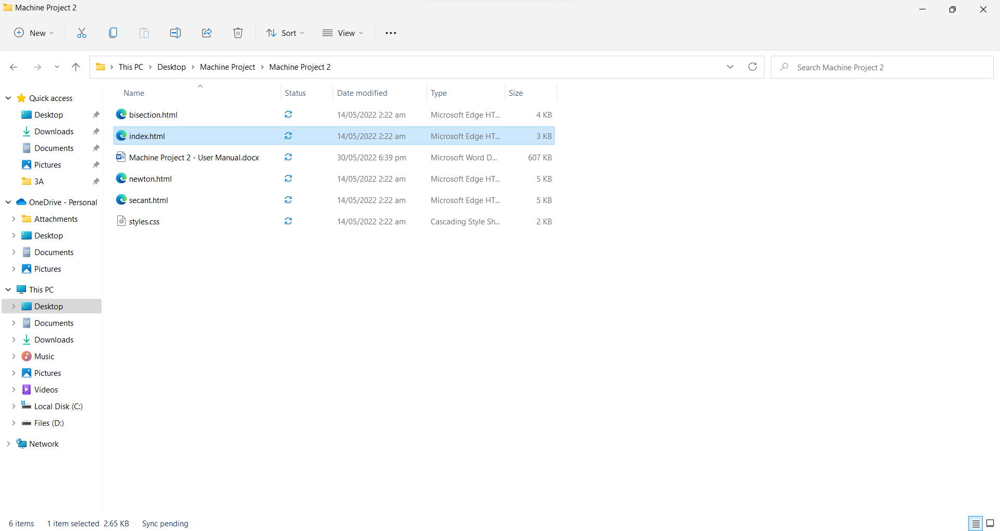 Machine Project 2
New
Sort
View
This PC > Desktop > Machine Project > Machine Project 2
Search Machine Project 2
Name Status Date modified Type Size
Quick access
Desktop
Downloads
Documents
Pictures
3A
OneDrive - Personal
Attachments
Desktop
Documents
Pictures
This PC
Desktop
Documents
Downloads
Music
Pictures
Videos
Local Disk (C:)
Files (D:)
Network
bisection.html 14/05/2022 2:22 am Microsoft Edge HT... 4 KB
index.html 14/05/2022 2:22 am Microsoft Edge HT... 3 KB
Machine Project 2 - User Manual.docx 30/05/2022 6:39 pm Microsoft Word D... 607 KB
newton.html 14/05/2022 2:22 am Microsoft Edge HT... 5 KB
secant.html 14/05/2022 2:22 am Microsoft Edge HT... 5 KB
styles.css 14/05/2022 2:22 am Cascading Style Sh... 2 KB
6 items 1 item selected 2.65 KB Sync pending